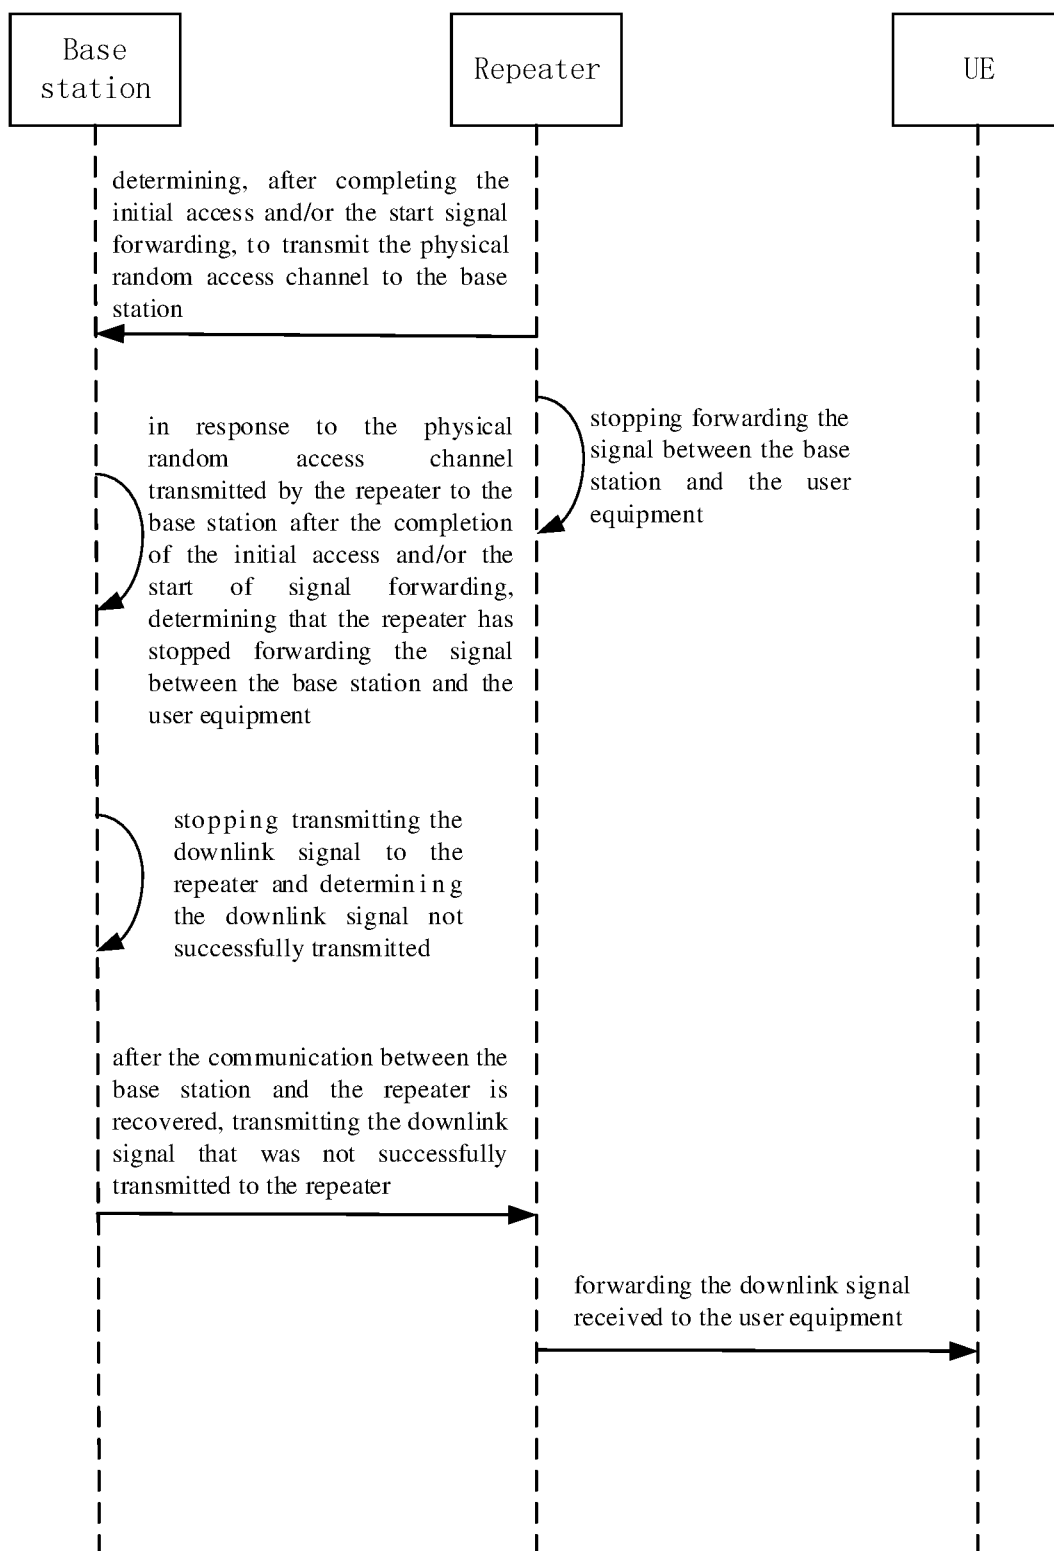 Base
station
Repeater
UE
determining, after completing the
initial access and/or the start signal
forwarding, to transmit the physical
random access channel to the base
station
stopping forwarding the
signal between the base
station and the user
equipment
in response to the physical
random access channel
transmitted by the repeater to the
base station after the completion
of the initial access and/or the
start of signal forwarding,
determining that the repeater has
stopped forwarding the signal
between the base station and the
user equipment
stopping transmitting the
downlink signal to the
repeater and determining
the downlink signal not
successfully transmitted
after the communication between the
base station and the repeater is
recovered, transmitting the downlink
signal that was not successfully
transmitted to the repeater
forwarding the downlink signal
received to the user equipment